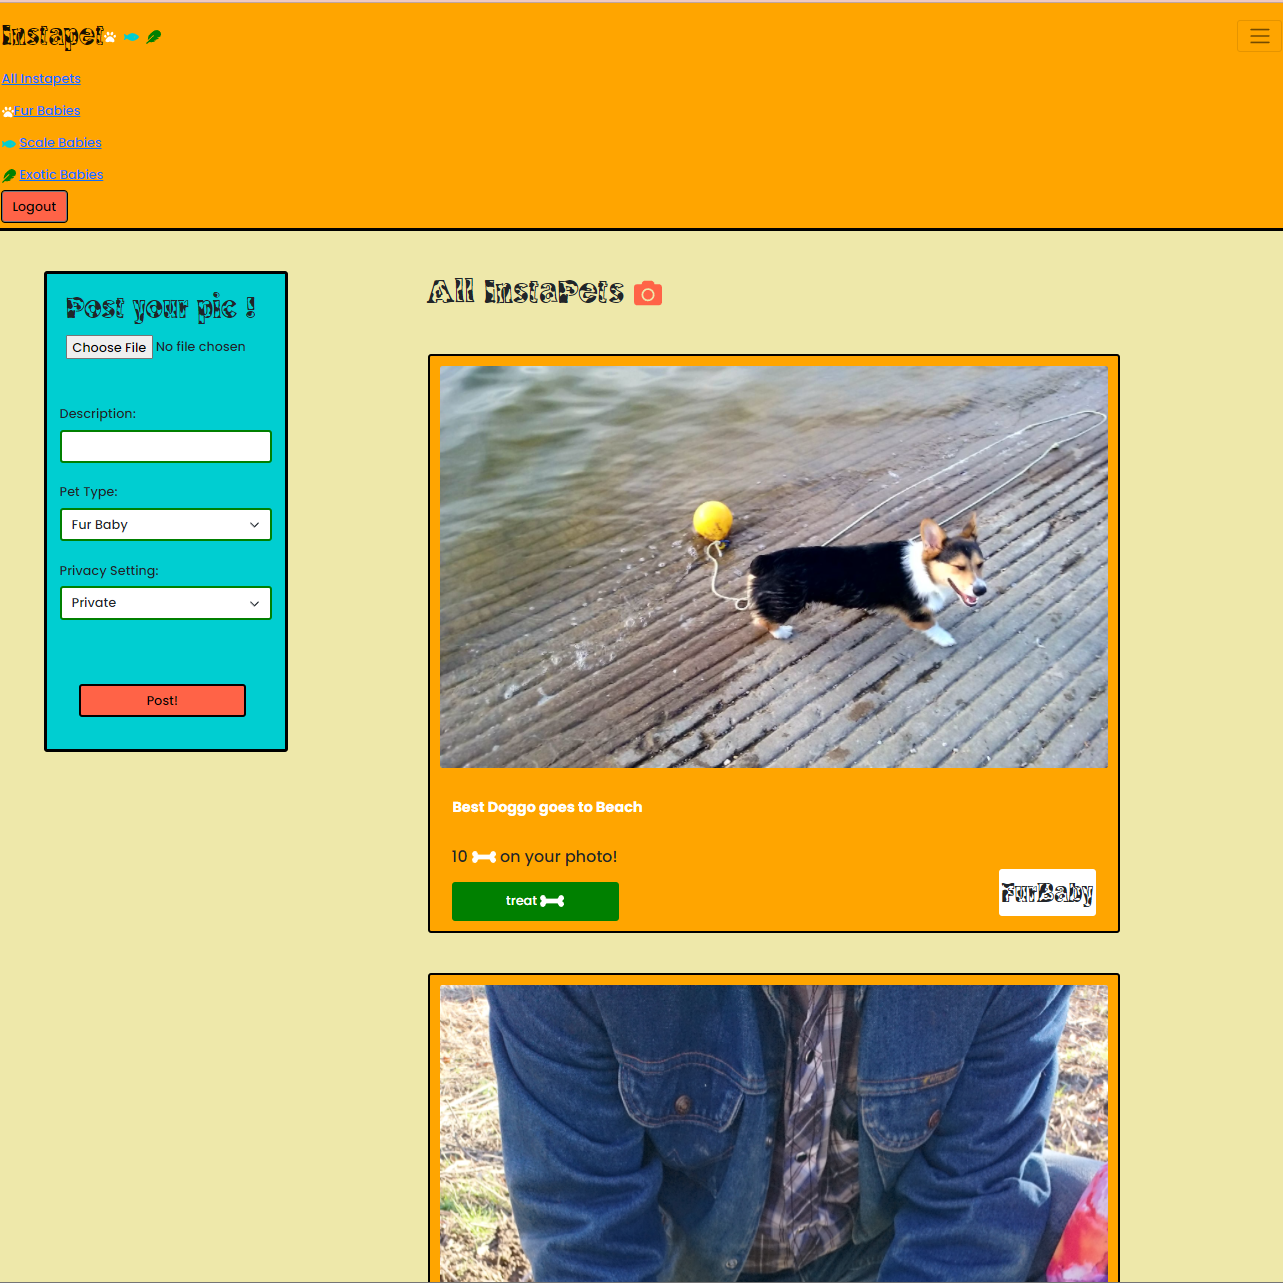 Instapet
All Instapets
Fur Babies
Scale Babies
Exotic Babies
Logout
Post your pic !
Choose File No file chosen
Description:
Pet Type:
Fur Baby
Privacy Setting:
Private
Post!
All InstaPets
Best Doggo goes to Beach
10 on your photo!
treat
FurBaby